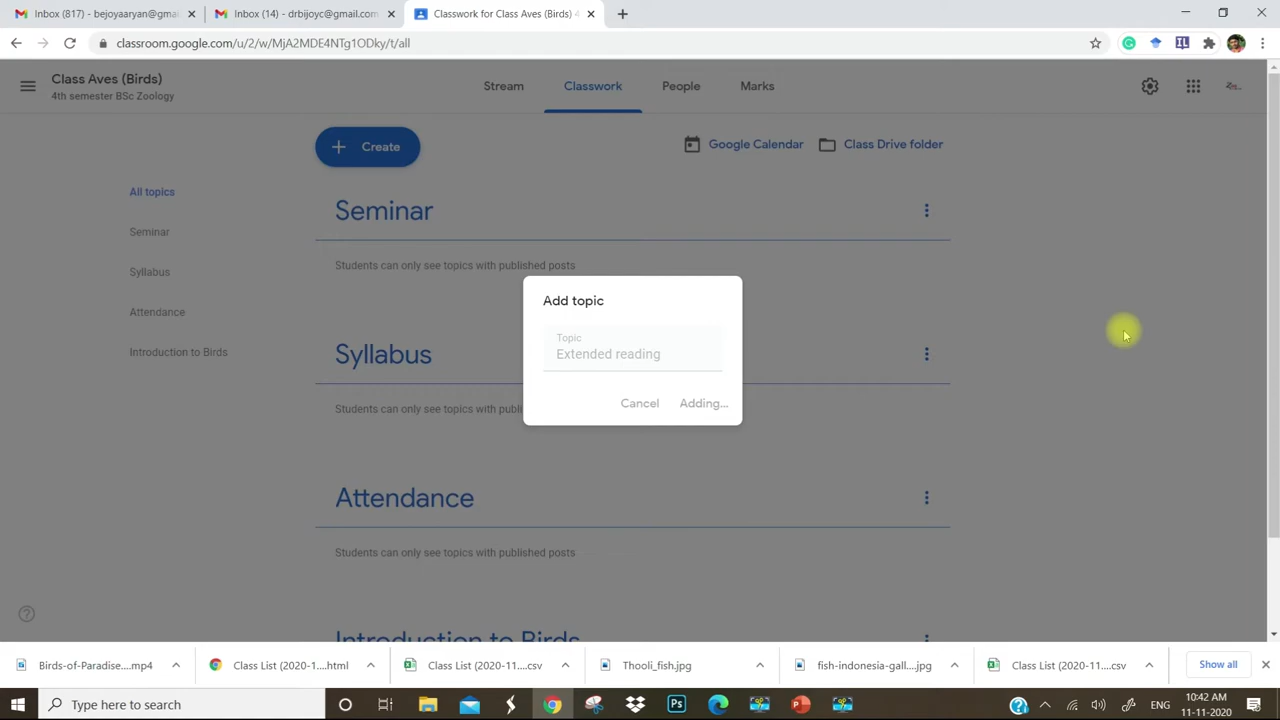 Inbox (817) - bejoyaaryan@gmai
Inbox (14) - drbijoyc@gmail.com
Classwork for Class Aves (Birds) 4
classroom.google.com/u/2/w/MjA2MDE4NTg1ODky/t/all
Class Aves (Birds)
4th semester BSc Zoology
Stream
Classwork
People
Marks
Create
Google Calendar
Class Drive folder
All topics
Seminar
Syllabus
Attendance
Introduction to Birds
Seminar
Students can only see topics with published posts
Add topic
Topic
Extended reading
Cancel
Adding...
Syllabus
Students can only see topics with pu
Attendance
Students can only see topics with published posts
Introduction to Birds
Birds-of-Paradise....mp4
Class List (2020-1....html
Class List (2020-11....csv
Thooli_fish.jpg
fish-indonesia-gall....jpg
Class List (2020-11....csv
Show all
Type here to search
ENG
10:42 AM
11-11-2020